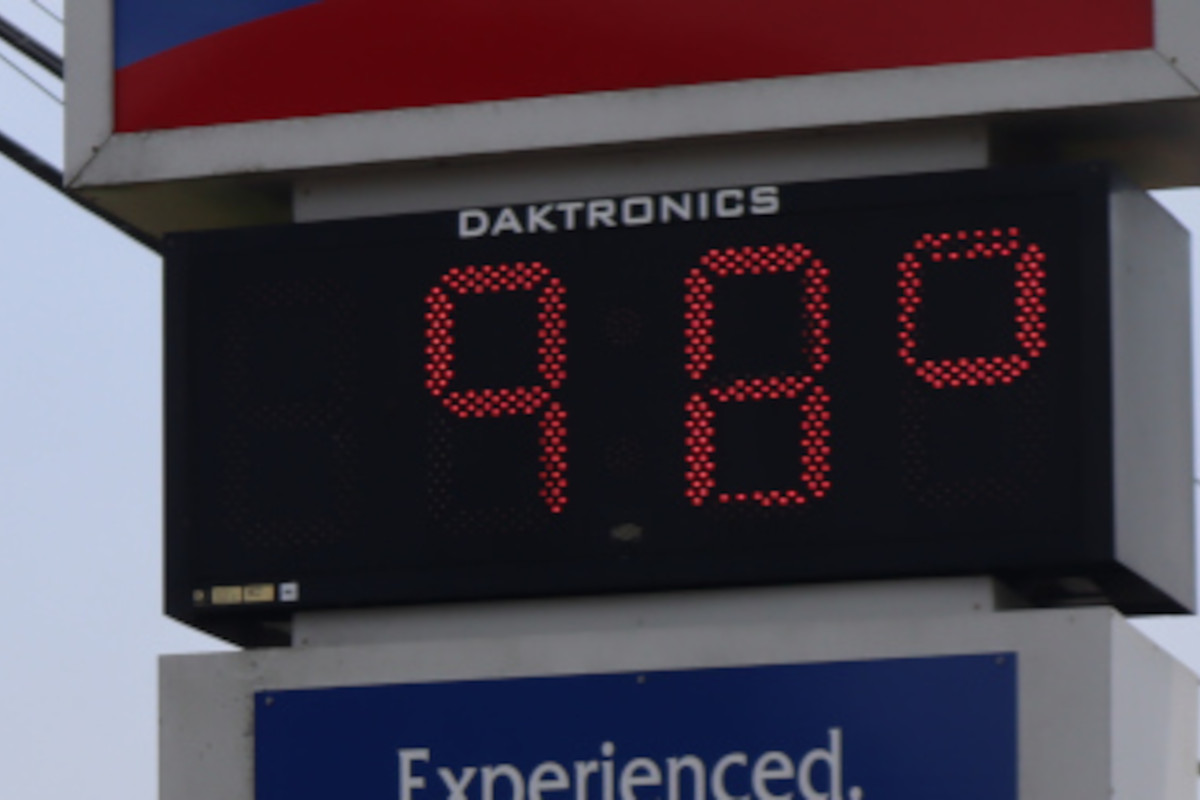 DAKTRONICS
98°
Experienced.